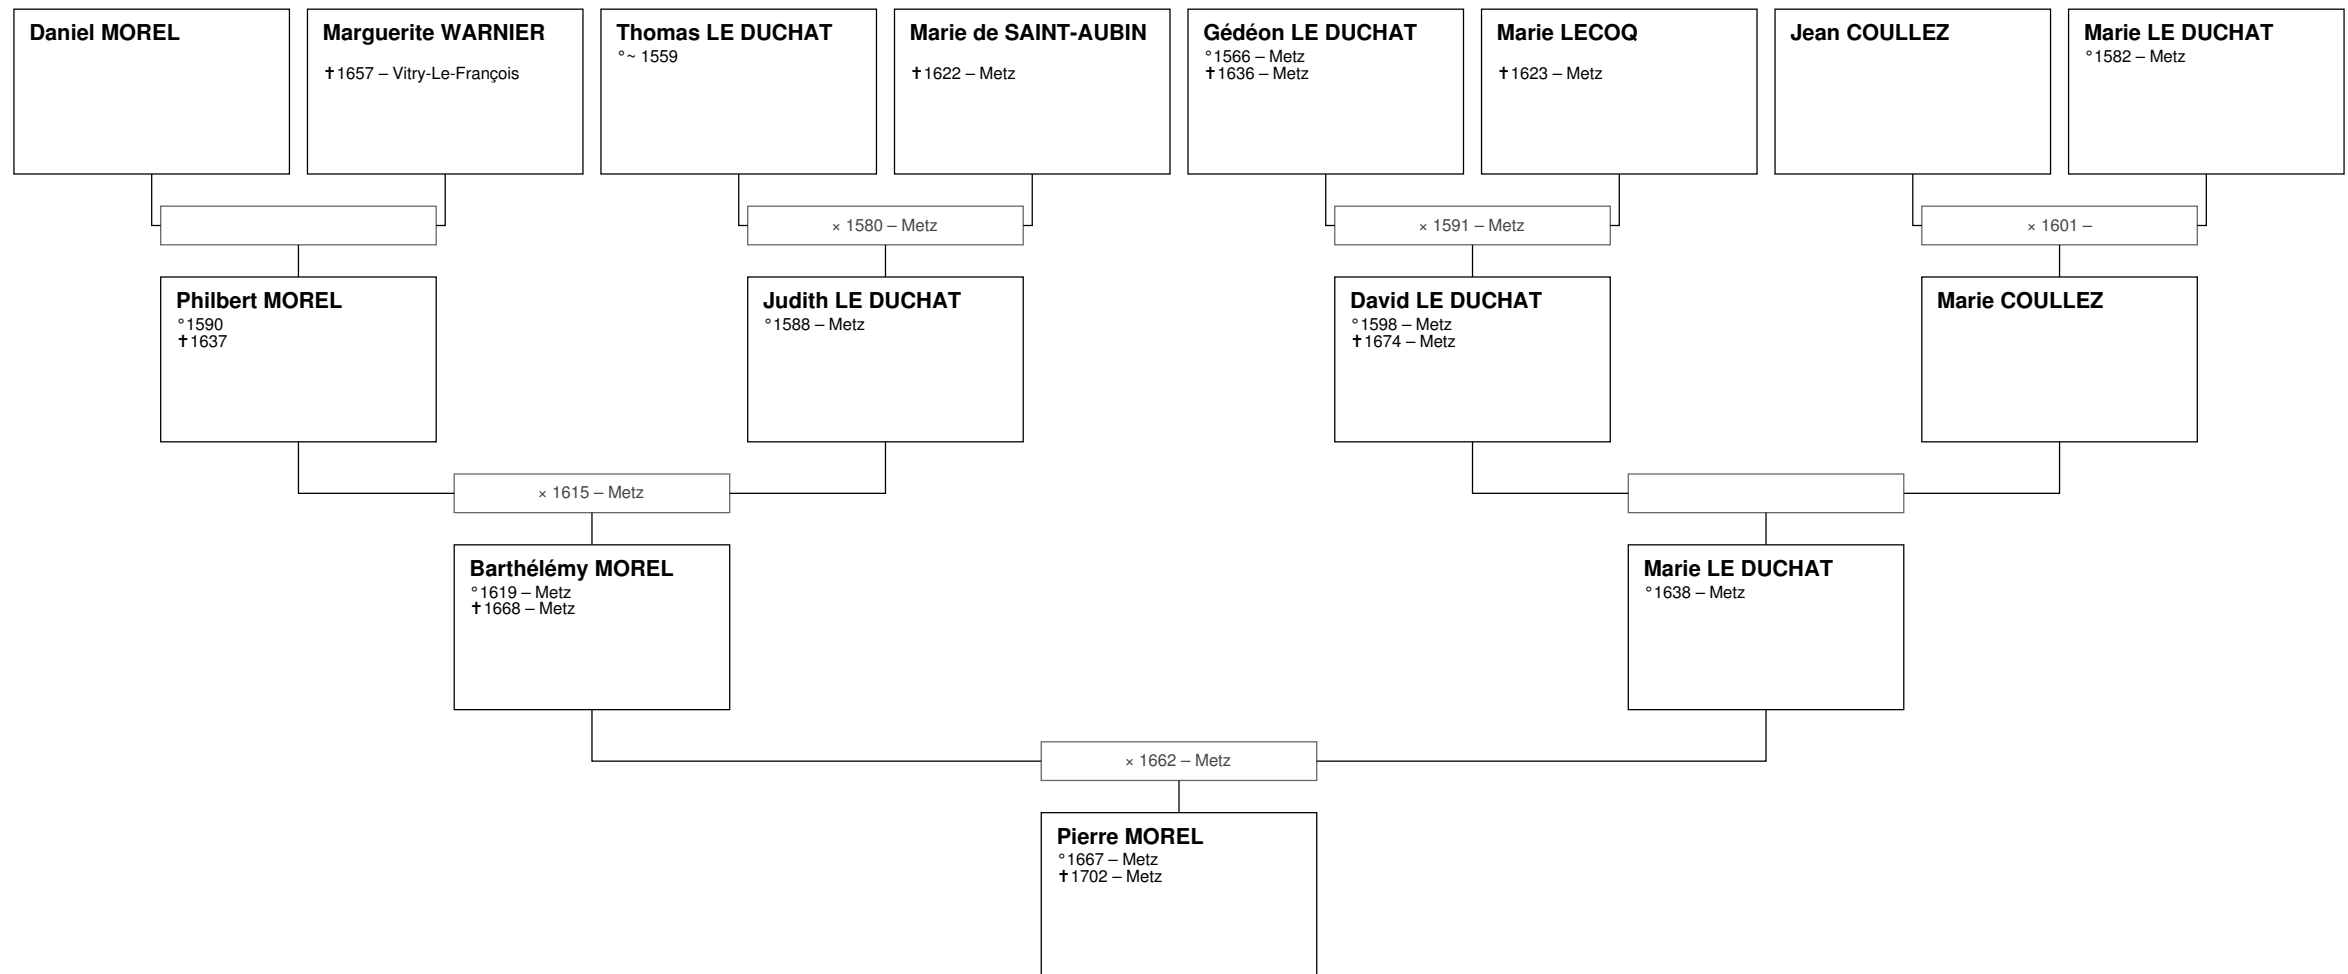 Daniel MOREL
Marguerite WARNIER
✝1657 – Vitry-Le-François
Thomas LE DUCHAT
°~ 1559
Marie de SAINT-AUBIN
✝1622 – Metz
Gédéon LE DUCHAT
°1566 – Metz
✝1636 – Metz
Marie LECOQ
✝1623 – Metz
Jean COULLEZ
Marie LE DUCHAT
°1582 – Metz
× 1580 – Metz
× 1591 – Metz
× 1601 –
Philbert MOREL
°1590
✝1637
Judith LE DUCHAT
°1588 – Metz
David LE DUCHAT
°1598 – Metz
✝1674 – Metz
Marie COULLEZ
× 1615 – Metz
Barthélémy MOREL
°1619 – Metz
✝1668 – Metz
Marie LE DUCHAT
°1638 – Metz
× 1662 – Metz
Pierre MOREL
°1667 – Metz
✝1702 – Metz